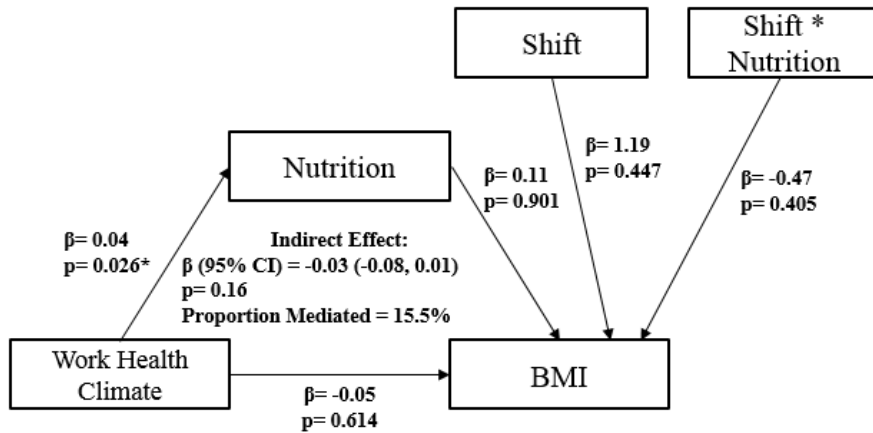 Shift
Shift *
Nutrition
Nutrition
β= 1.19
p= 0.447
β= 0.11
p= 0.901
β= -0.47
p= 0.405
β= 0.04
p= 0.026*
Indirect Effect:
β (95% CI) = -0.03 (-0.08, 0.01)
p= 0.16
Proportion Mediated = 15.5%
Work Health
Climate
BMI
β= -0.05
p= 0.614